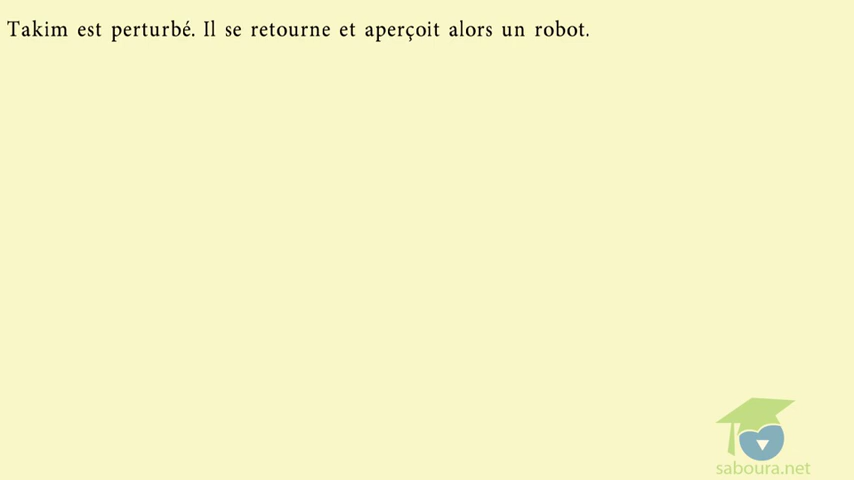 Takim est perturbé. Il se retourne et aperçoit alors un robot.
saboura.net